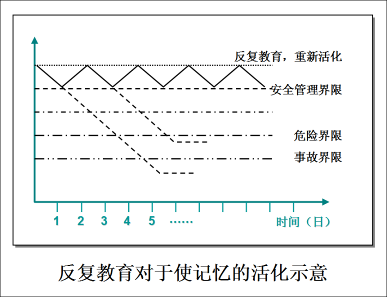 反复教育，重新活化
安全管理界限
危险界限
事故界限
1 2 3 4 5 ······ 时间（日）
反复教育对于使记忆的活化示意